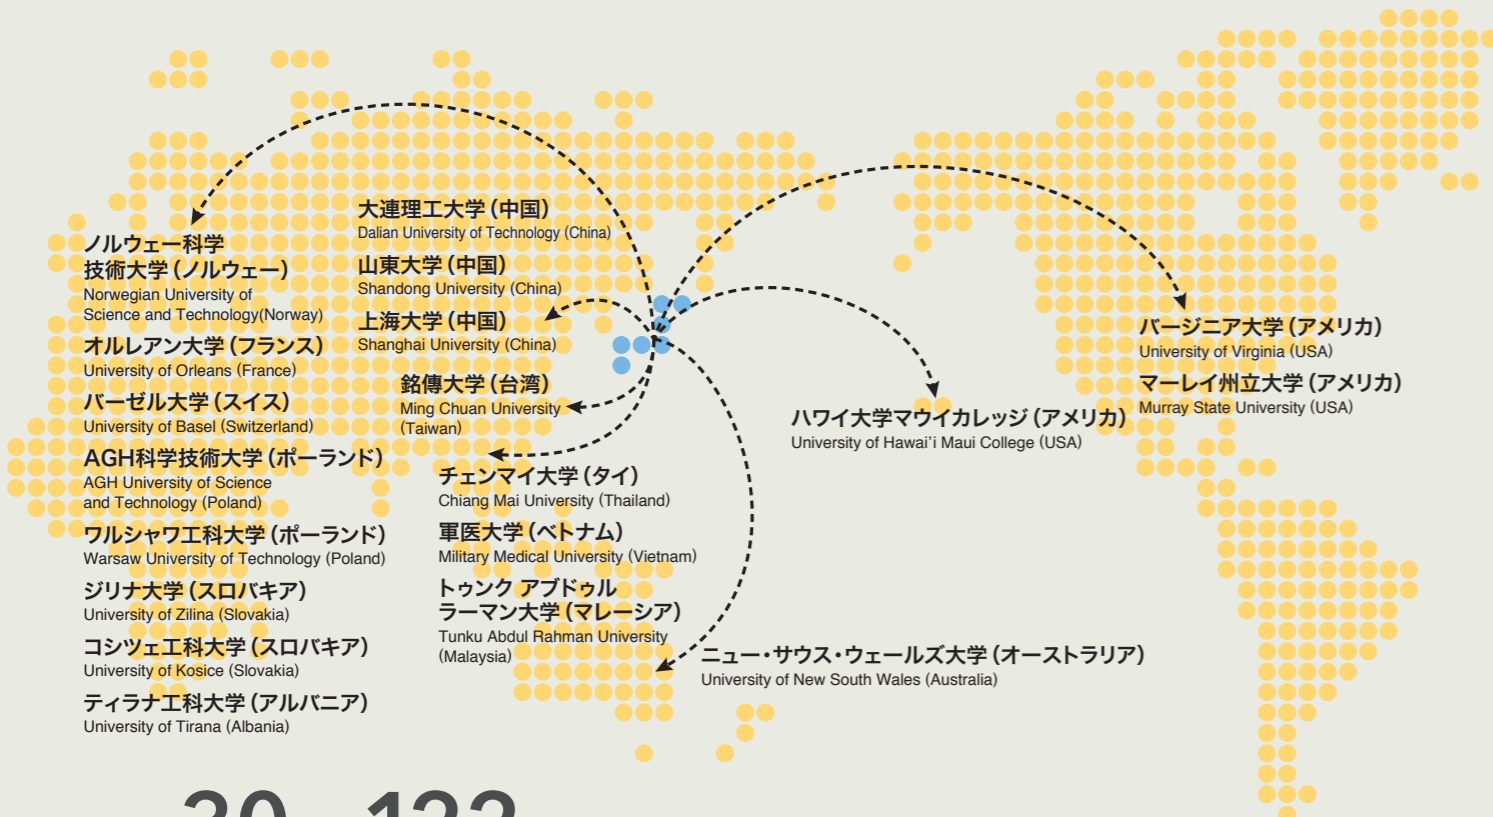 ノルウェー科学
技術大学（ノルウェー）
Norwegian University of
Science and Technology(Norway)
オルレアン大学（フランス）
University of Orleans (France)
バーゼル大学（スイス）
University of Basel (Switzerland)
AGH科学技術大学（ポーランド）
AGH University of Science
and Technology (Poland)
ワルシャワ工科大学（ポーランド）
Warsaw University of Technology (Poland)
ジリナ大学（スロバキア）
University of Zilina (Slovakia)
コシツェ工科大学（スロバキア）
University of Kosice (Slovakia)
ティラナ工科大学（アルバニア）
University of Tirana (Albania)
大連理工大学（中国）
Dalian University of Technology (China)
山東大学（中国）
Shandong University (China)
上海大学（中国）
Shanghai University (China)
銘傳大学（台湾）
Ming Chuan University
(Taiwan)
チェンマイ大学（タイ）
Chiang Mai University (Thailand)
軍医大学（ベトナム）
Military Medical University (Vietnam)
トゥンク アブドゥル
ラーマン大学（マレーシア）
Tunku Abdul Rahman University
(Malaysia)
ニュー・サウス・ウェールズ大学（オーストラリア）
University of New South Wales (Australia)
ハワイ大学マウイカレッジ（アメリカ）
University of Hawai'i Maui College (USA)
バージニア大学（アメリカ）
University of Virginia (USA)
マーレイ州立大学（アメリカ）
Murray State University (USA)